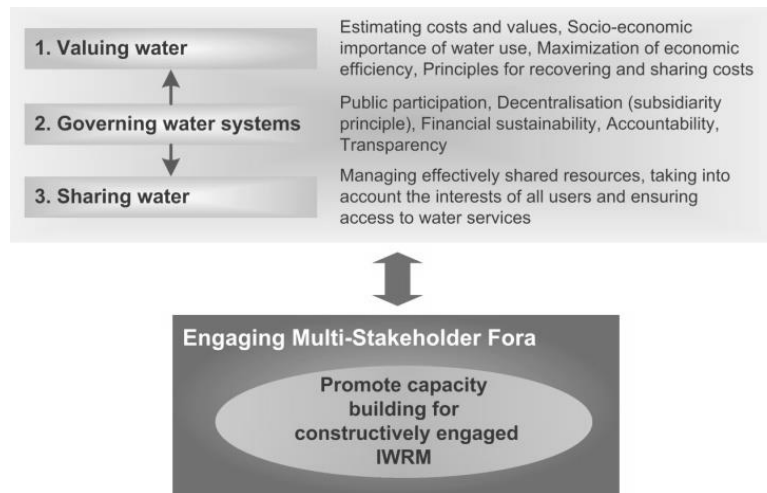 1. Valuing water
Estimating costs and values, Socio-economic
importance of water use, Maximization of economic
efficiency, Principles for recovering and sharing costs
2. Governing water systems
Public participation, Decentralisation (subsidiarity
principle), Financial sustainability, Accountability,
Transparency
3. Sharing water
Managing effectively shared resources, taking into
account the interests of all users and ensuring
access to water services
Engaging Multi-Stakeholder Fora
Promote capacity
building for
constructively engaged
IWRM